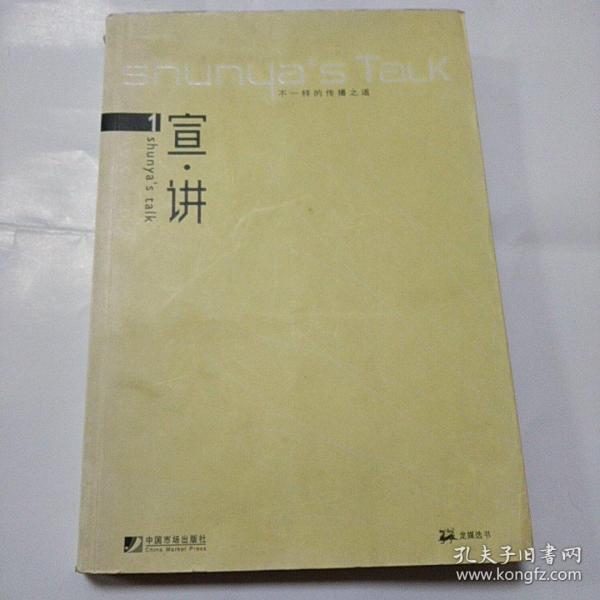 shunya's Talk
不一样的传播之道
1
宣·讲
shunya's talk
中国市场出版社
China Market Press
龙媒选书
孔夫子旧书网
www.kongfz.com